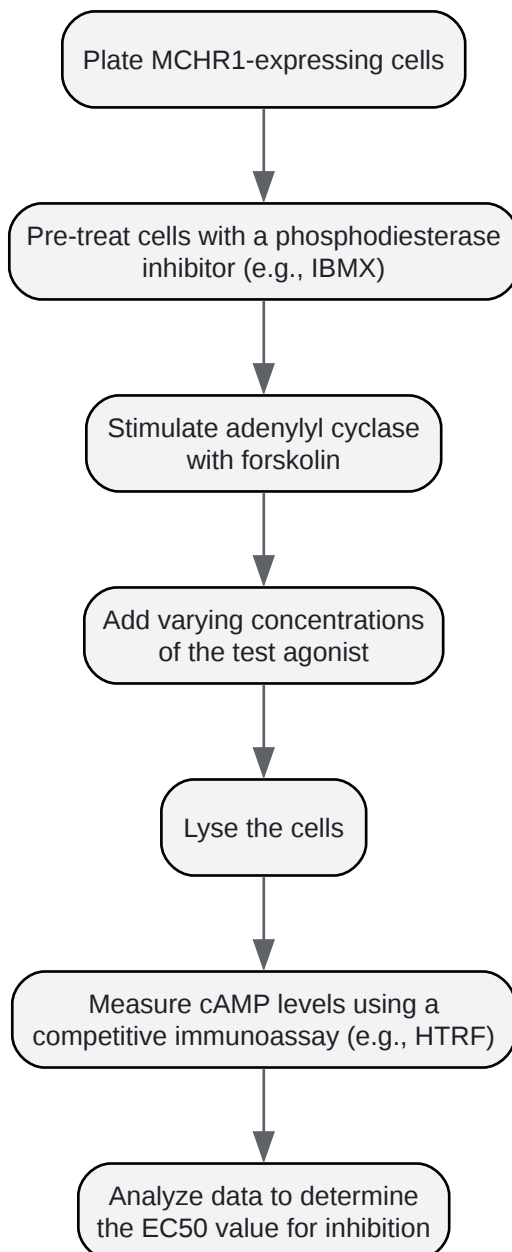 Plate MCHR1-expressing cells
Pre-treat cells with a phosphodiesterase
inhibitor (e.g., IBMX)
Stimulate adenylyl cyclase
with forskolin
Add varying concentrations
of the test agonist
Lyse the cells
Measure cAMP levels using a
competitive immunoassay (e.g., HTRF)
Analyze data to determine
the EC50 value for inhibition